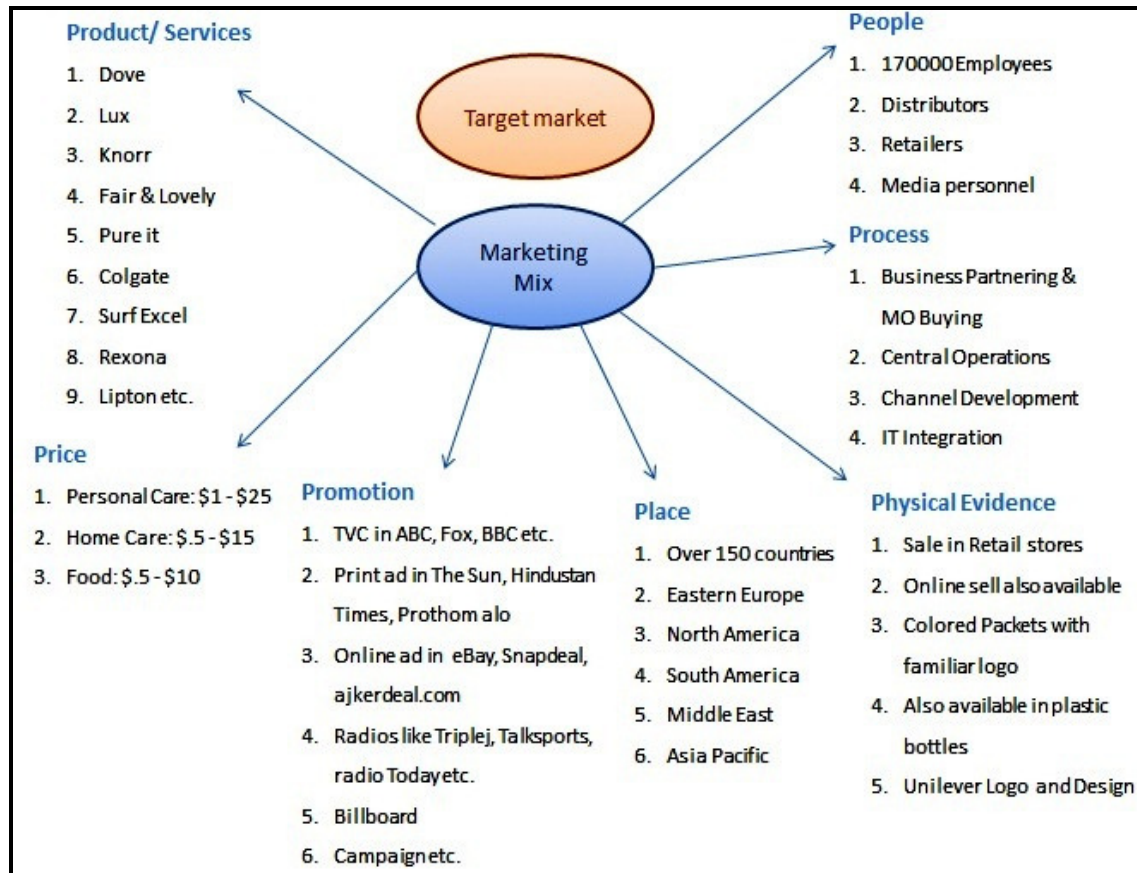 Product/ Services
1. Dove
2. Lux
3. Knorr
4. Fair & Lovely
5. Pure it
6. Colgate
7. Surf Excel
8. Rexona
9. Lipton etc.
Target market
Marketing
Mix
People
1. 170000 Employees
2. Distributors
3. Retailers
4. Media personnel
Process
1. Business Partnering &
MO Buying
2. Central Operations
3. Channel Development
4. IT Integration
Price
1. Personal Care: $1 - $25
2. Home Care: $.5 - $15
3. Food: $.5 - $10
Promotion
1. TVC in ABC, Fox, BBC etc.
2. Print ad in The Sun, Hindustan
Times, Prothom alo
3. Online ad in eBay, Snapdeal,
ajkerdeal.com
4. Radios like Triplej, Talksports,
radio Today etc.
5. Billboard
6. Campaign etc.
Place
1. Over 150 countries
2. Eastern Europe
3. North America
4. South America
5. Middle East
6. Asia Pacific
Physical Evidence
1. Sale in Retail stores
2. Online sell also available
3. Colored Packets with
familiar logo
4. Also available in plastic
bottles
5. Unilever Logo and Design